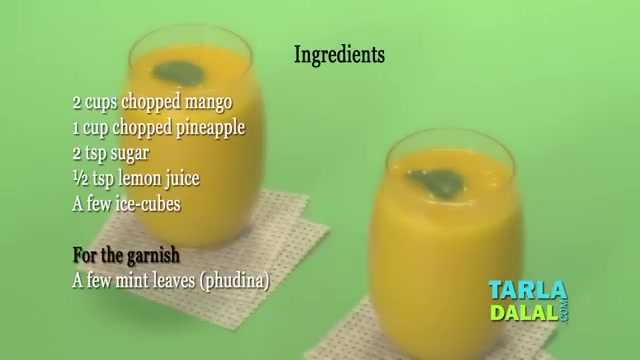 Ingredients
2 cups chopped mango
1 cup chopped pineapple
2 tsp sugar
½ tsp lemon juice
A few ice-cubes
For the garnish
A few mint leaves (phudina)
TARLA
DALAL.COM